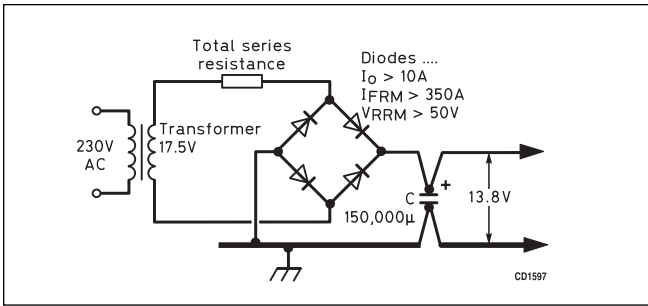 Total series
resistance
Diodes ....
Io > 10A
IFRM > 350A
VRRM > 50V
230V
AC
Transformer
17.5V
C
+
150,000µ
13.8V
CD1597